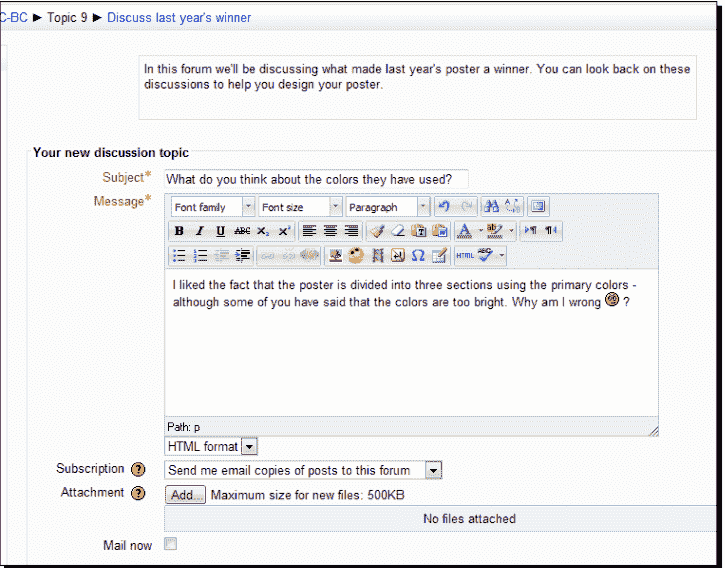 C-BC ► Topic 9 ► Discuss last year's winner
In this forum we'll be discussing what made last year's poster a winner. You can look back on these
discussions to help you design your poster.
Your new discussion topic
Subject* What do you think about the colors they have used?
Message*
Font family Font size Paragraph
B I U ABC X₂ X²
HTML ABC
I liked the fact that the poster is divided into three sections using the primary colors -
although some of you have said that the colors are too bright. Why am I wrong ?
Path: p
HTML format
Subscription ? Send me email copies of posts to this forum
Attachment ? Add... Maximum size for new files: 500KB
No files attached
Mail now